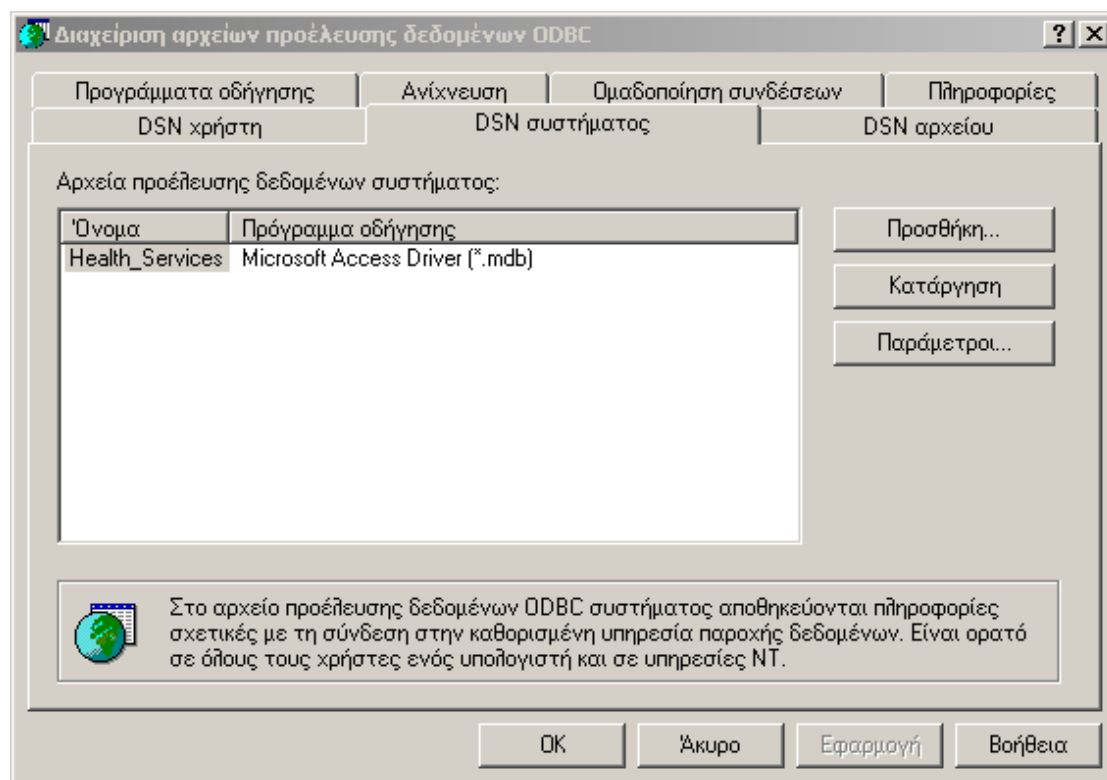 Διαχείριση αρχείων προέλευσης δεδομένων ODBC
Προγράμματα οδήγησης Ανίχνευση Ομαδοποίηση συνδέσεων Πληροφορίες
DSN χρήστη DSN συστήματος DSN αρχείου
Αρχεία προέλευσης δεδομένων συστήματος:
Όνομα Πρόγραμμα οδήγησης
Health_Services Microsoft Access Driver (*.mdb)
Προσθήκη...
Κατάργηση
Παράμετροι...
Στο αρχείο προέλευσης δεδομένων ODBC συστήματος αποθηκεύονται πληροφορίες
σχετικές με τη σύνδεση στην καθορισμένη υπηρεσία παροχής δεδομένων. Είναι ορατό
σε όλους τους χρήστες ενός υπολογιστή και σε υπηρεσίες NT.
OK Άκυρο Εφαρμογή Βοήθεια